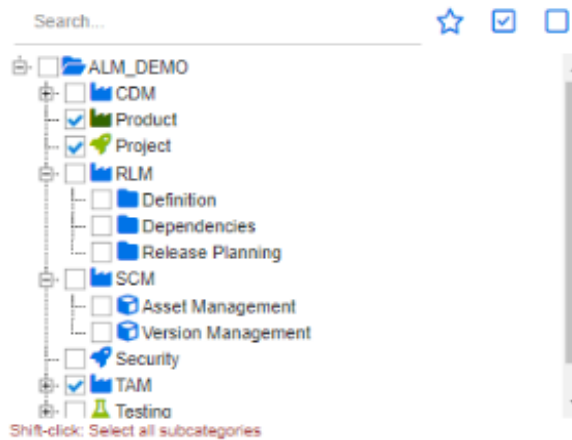 Search...
ALM_DEMO
CDM
Product
Project
RLM
Definition
Dependencies
Release Planning
SCM
Asset Management
Version Management
Security
TAM
Testing
Shift-click: Select all subcategories